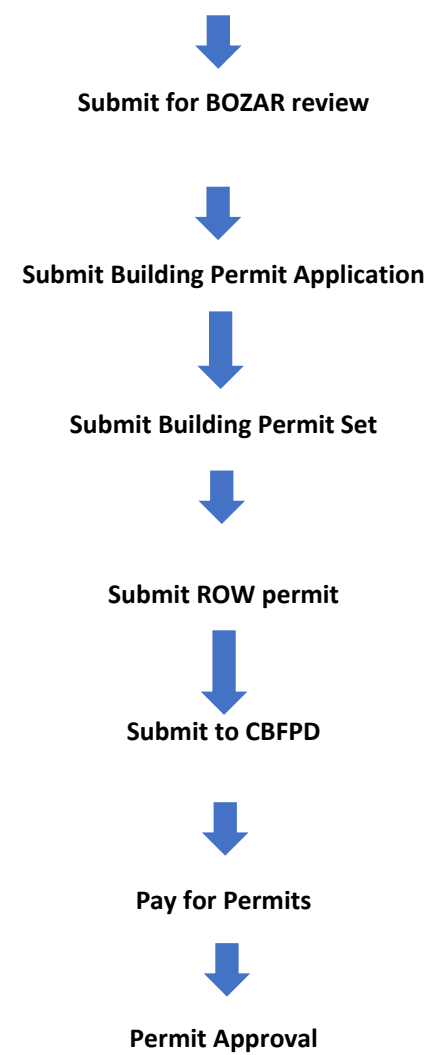 Submit for BOZAR review
Submit Building Permit Application
Submit Building Permit Set
Submit ROW permit
Submit to CBFPD
Pay for Permits
Permit Approval